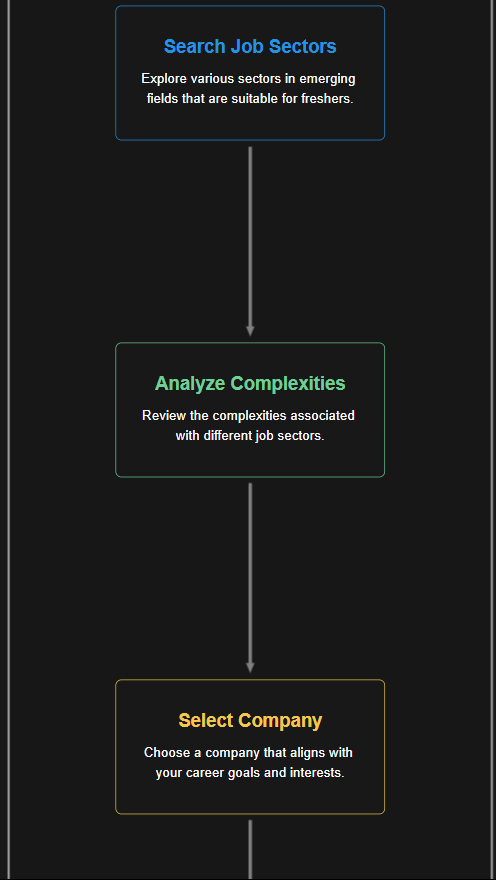 Search Job Sectors
Explore various sectors in emerging
fields that are suitable for freshers.
Analyze Complexities
Review the complexities associated
with different job sectors.
Select Company
Choose a company that aligns with
your career goals and interests.